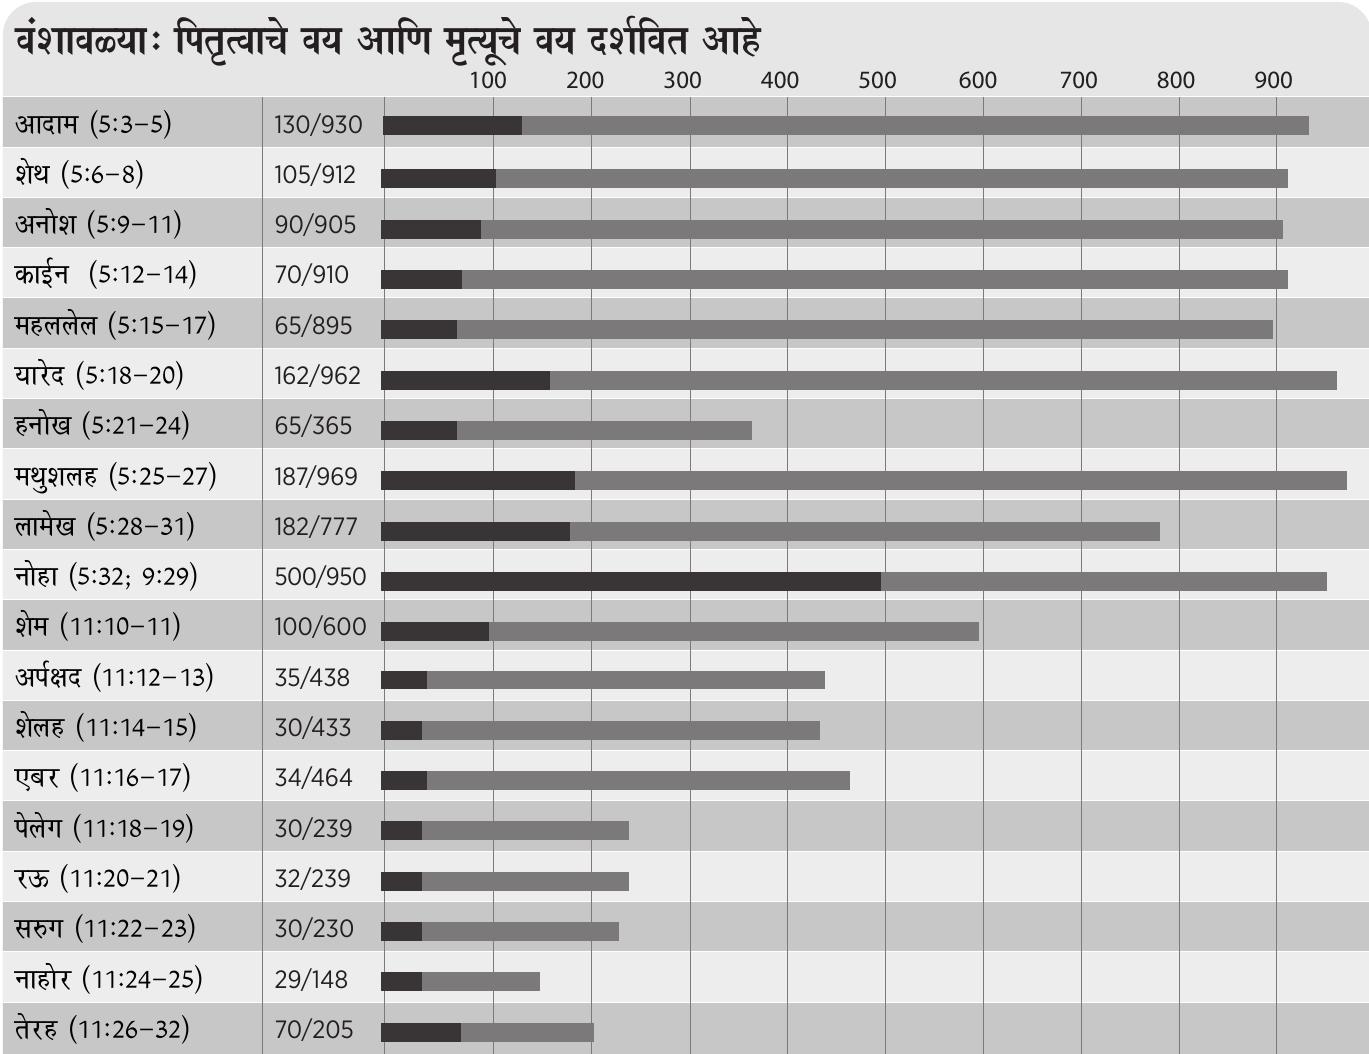 वंशावळ्याः पितृत्वाचे वय आणि मृत्यूचे वय दर्शवित आहे
100 200 300 400 500 600 700 800 900
आदाम (5:3–5) 130/930
शेथ (5:6–8) 105/912
अनोश (5:9–11) 90/905
काईन (5:12–14) 70/910
महललेल (5:15–17) 65/895
यारेद (5:18–20) 162/962
हनोख (5:21–24) 65/365
मथुशलह (5:25–27) 187/969
लामेख (5:28–31) 182/777
नोहा (5:32; 9:29) 500/950
शेम (11:10–11) 100/600
अर्पक्षद (11:12–13) 35/438
शेलह (11:14–15) 30/433
एबर (11:16–17) 34/464
पेलेग (11:18–19) 30/239
रऊ (11:20–21) 32/239
सरुग (11:22–23) 30/230
नाहोर (11:24–25) 29/148
तेरह (11:26–32) 70/205